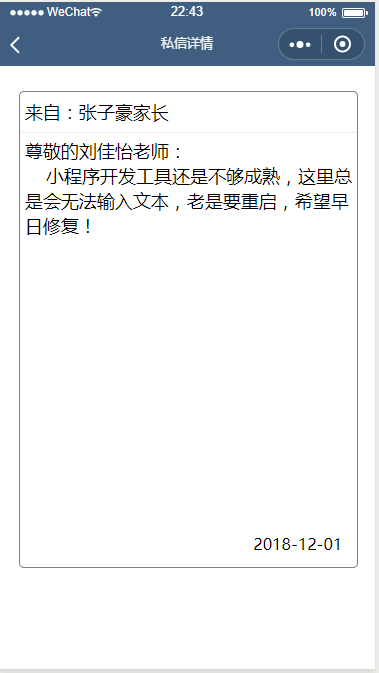 ●●●●● WeChat 22:43 100%
私信详情
来自：张子豪家长
尊敬的刘佳怡老师：
小程序开发工具还是不够成熟，这里总
是会无法输入文本，老是要重启，希望早
日修复！
2018-12-01